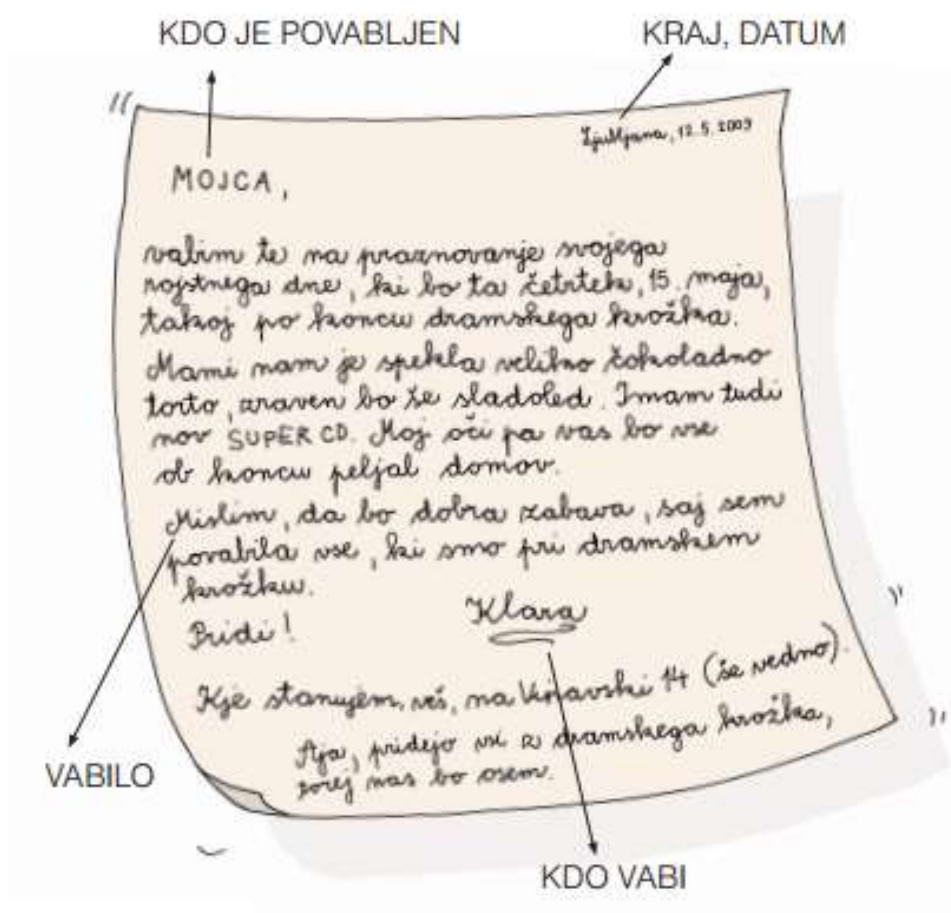 KDO JE POVABLJEN
KRAJ, DATUM
Ljubljana, 12. 5. 2009
MOJCA,
vabim te na praznovanje svojega
rojstnega dne, ki bo ta četrtek, 15. maja,
takoj po koncu dramskega krožka.
Mami nam je spekla veliko čokoladno
torto, zraven bo še sladoled. Imam tudi
nov SUPER CD. Moj oči pa vas bo vse
ob koncu peljal domov.
Mislim, da bo dobra zabava, saj sem
povabila vse, ki smo pri dramskem
krožku.
Pridi!
Klara
Kje stanujem, veš, na Vrnavski 14 (še vedno).
Aja, pridejo vsi z dramskega krožka,
torej nas bo osem.
VABILO
KDO VABI